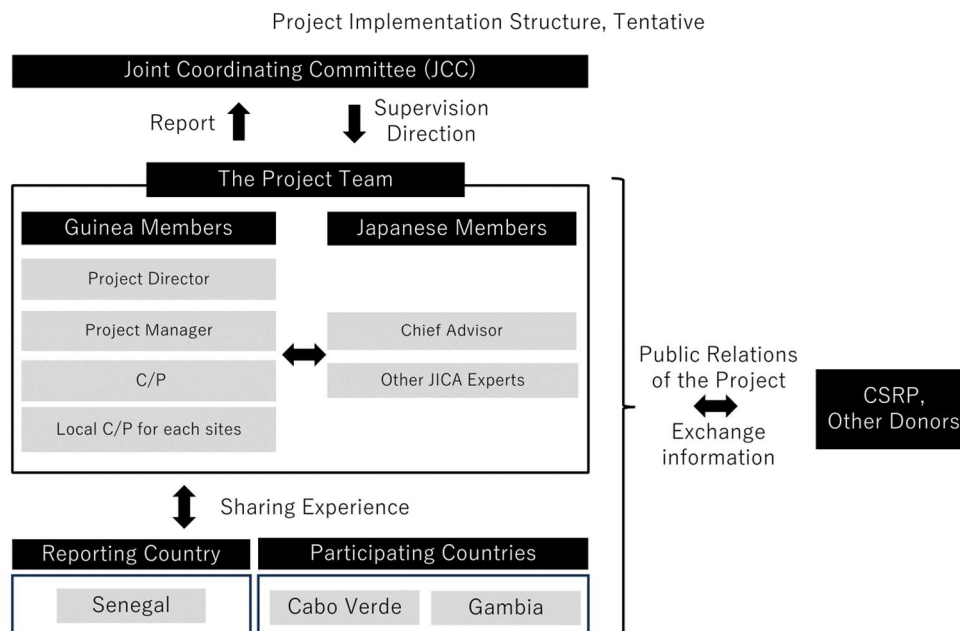 Project Implementation Structure, Tentative
Joint Coordinating Committee (JCC)
Report
Supervision
Direction
The Project Team
Guinea Members
Japanese Members
Project Director
Project Manager
Chief Advisor
C/P
Other JICA Experts
Local C/P for each sites
Public Relations
of the Project
Exchange
information
CSRP,
Other Donors
Sharing Experience
Reporting Country
Participating Countries
Senegal
Cabo Verde
Gambia